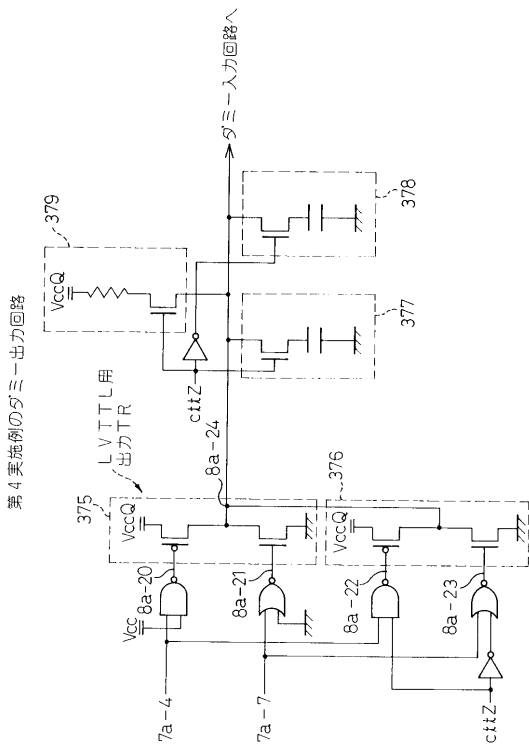 第4実施例のダミー出力回路
LVTTL用
出力TR
375
VccQ
Vcc
7a-4
8a-20
8a-21
7a-7
8a-24
376
VccQ
8a-22
8a-23
cttZ
379
VccQ
cttZ
377
378
ダミー入力回路へ